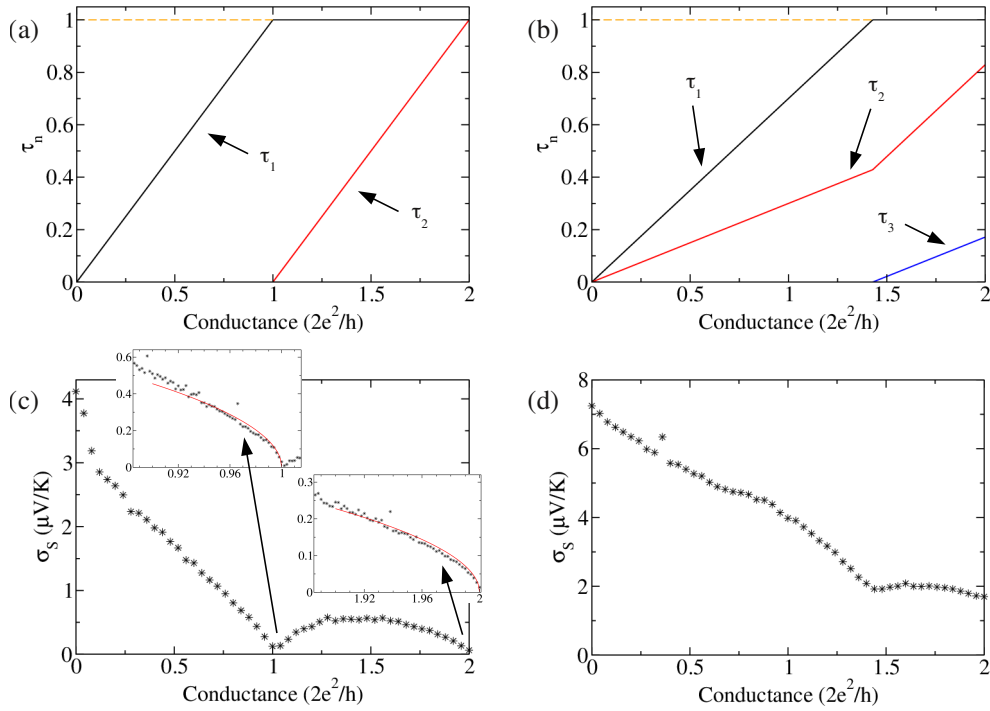 (a)
1
0.8
0.6
0.4
0.2
0
τn
τ1
τ2
0 0.5 1 1.5 2
Conductance (2e²/h)
(b)
1
0.8
0.6
0.4
0.2
0
τn
τ1
τ2
τ3
0 0.5 1 1.5 2
Conductance (2e²/h)
(c)
4
3
2
1
0
σS (μV/K)
0.6
0.4
0.2
0
0.92 0.96 1
0.3
0.2
0.1
0
1.92 1.96 2
0 0.5 1 1.5 2
Conductance (2e²/h)
(d)
8
6
4
2
0
σS (μV/K)
0 0.5 1 1.5 2
Conductance (2e²/h)